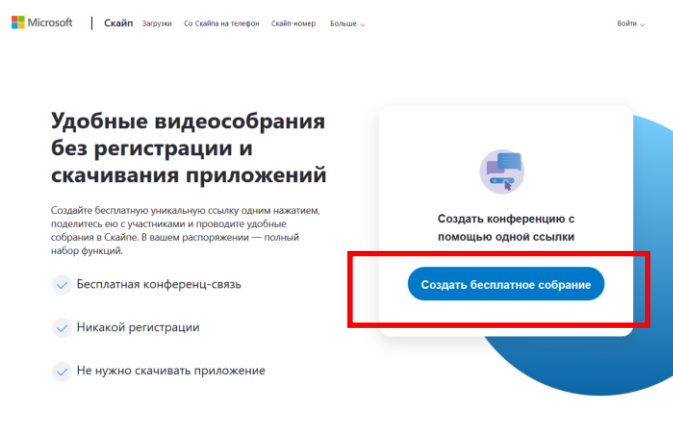 Microsoft Скайп Загрузки Со Скайпа на телефон Скайп-номер Больше Войти
Удобные видеособрания
без регистрации и
скачивания приложений
Создайте бесплатную уникальную ссылку одним нажатием,
поделитесь ею с участниками и проводите удобные
собрания в Скайпе. В вашем распоряжении — полный
набор функций.
Бесплатная конференц-связь
Никакой регистрации
Не нужно скачивать приложение
Создать конференцию с
помощью одной ссылки
Создать бесплатное собрание